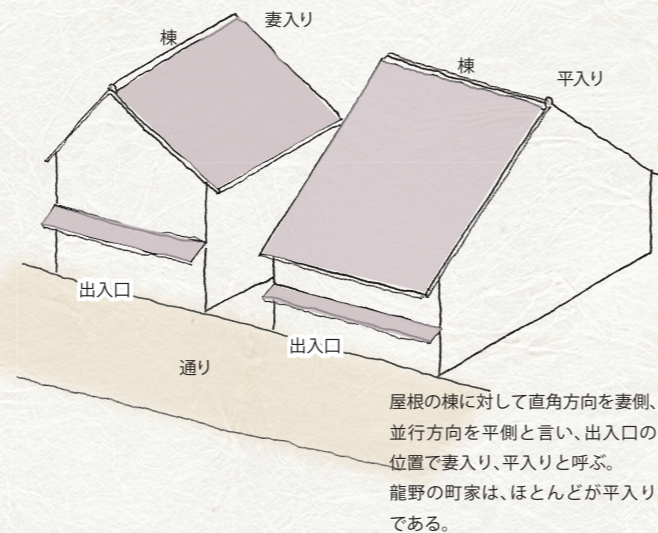 妻入り
棟
棟
平入り
出入口
出入口
通り
屋根の棟に対して直角方向を妻側、
並行方向を平側と言い、出入口の
位置で妻入り、平入りと呼ぶ。
龍野の町家は、ほとんどが平入り
である。